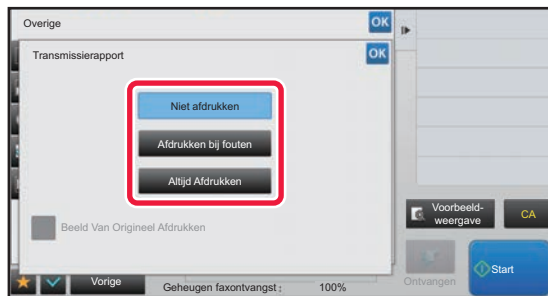 Overige
OK
Transmissierapport
OK
Niet afdrukken
Afdrukken bij fouten
Altijd Afdrukken
Beeld Van Origineel Afdrukken
Voorbeeld-
weergave
CA
Vorige
Geheugen faxontvangst : 100%
Ontvangen
Start